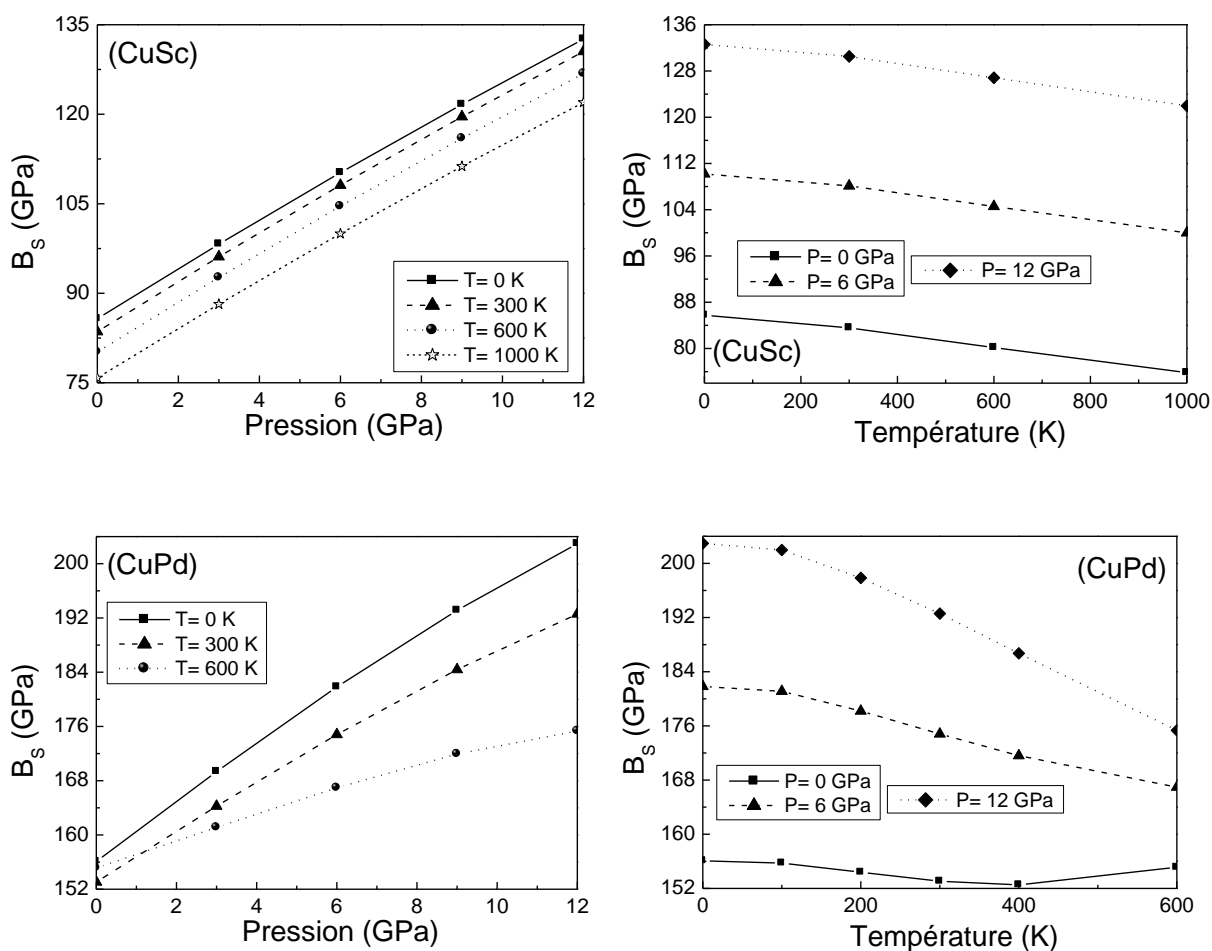 (CuSc)
135
120
105
90
75
B_S (GPa)
T= 0 K
T= 300 K
T= 600 K
T= 1000 K
0 2 4 6 8 10 12
Pression (GPa)
136
128
120
112
104
96
88
80
B_S (GPa)
P= 0 GPa
P= 6 GPa
P= 12 GPa
(CuSc)
0 200 400 600 800 1000
Température (K)
(CuPd)
204
192
184
176
168
160
152
B_S (GPa)
T= 0 K
T= 300 K
T= 600 K
0 2 4 6 8 10 12
Pression (GPa)
(CuPd)
204
192
184
176
168
160
152
B_S (GPa)
P= 0 GPa
P= 6 GPa
P= 12 GPa
0 200 400 600
Température (K)